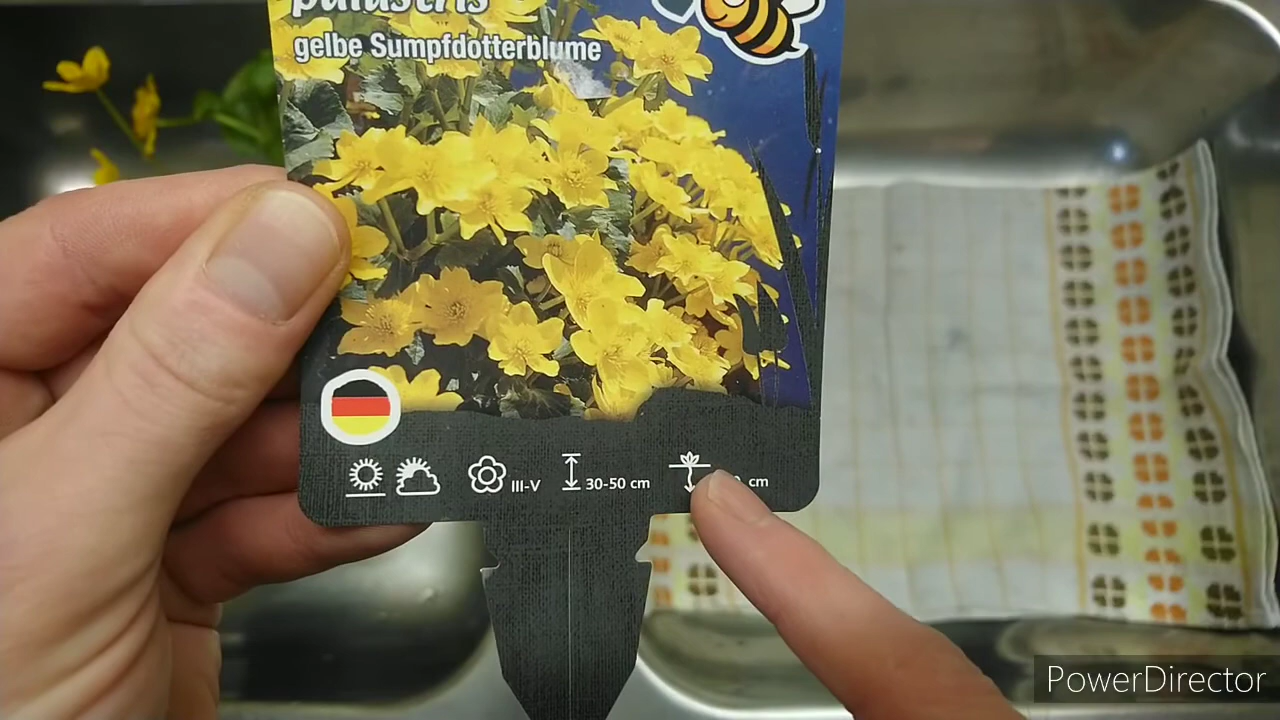 gelbe Sumpfdotterblume
III-V
30-50 cm
cm
PowerDirector